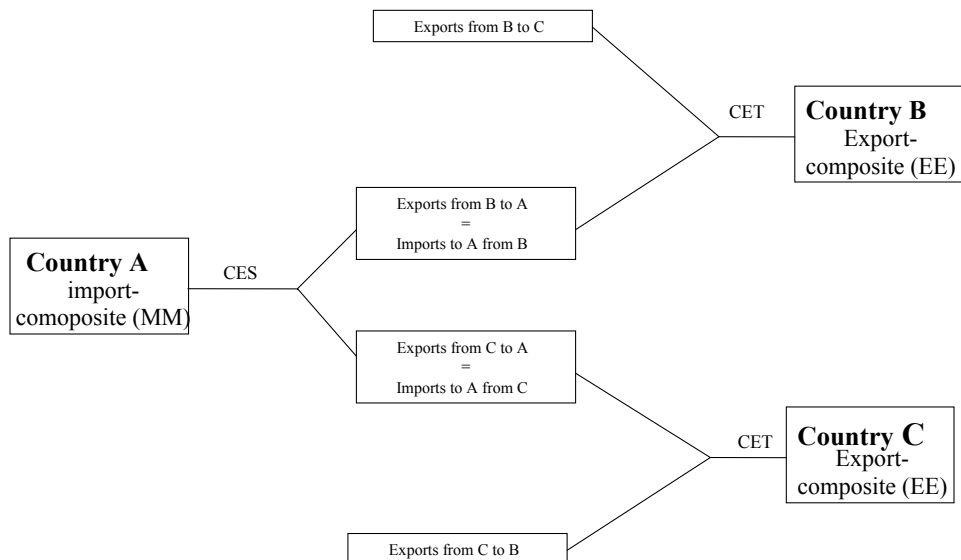 Exports from B to C
CET
Country B
Export-
composite (EE)
Exports from B to A
=
Imports to A from B
Country A
import-
comoposite (MM)
CES
Exports from C to A
=
Imports to A from C
CET
Country C
Export-
composite (EE)
Exports from C to B